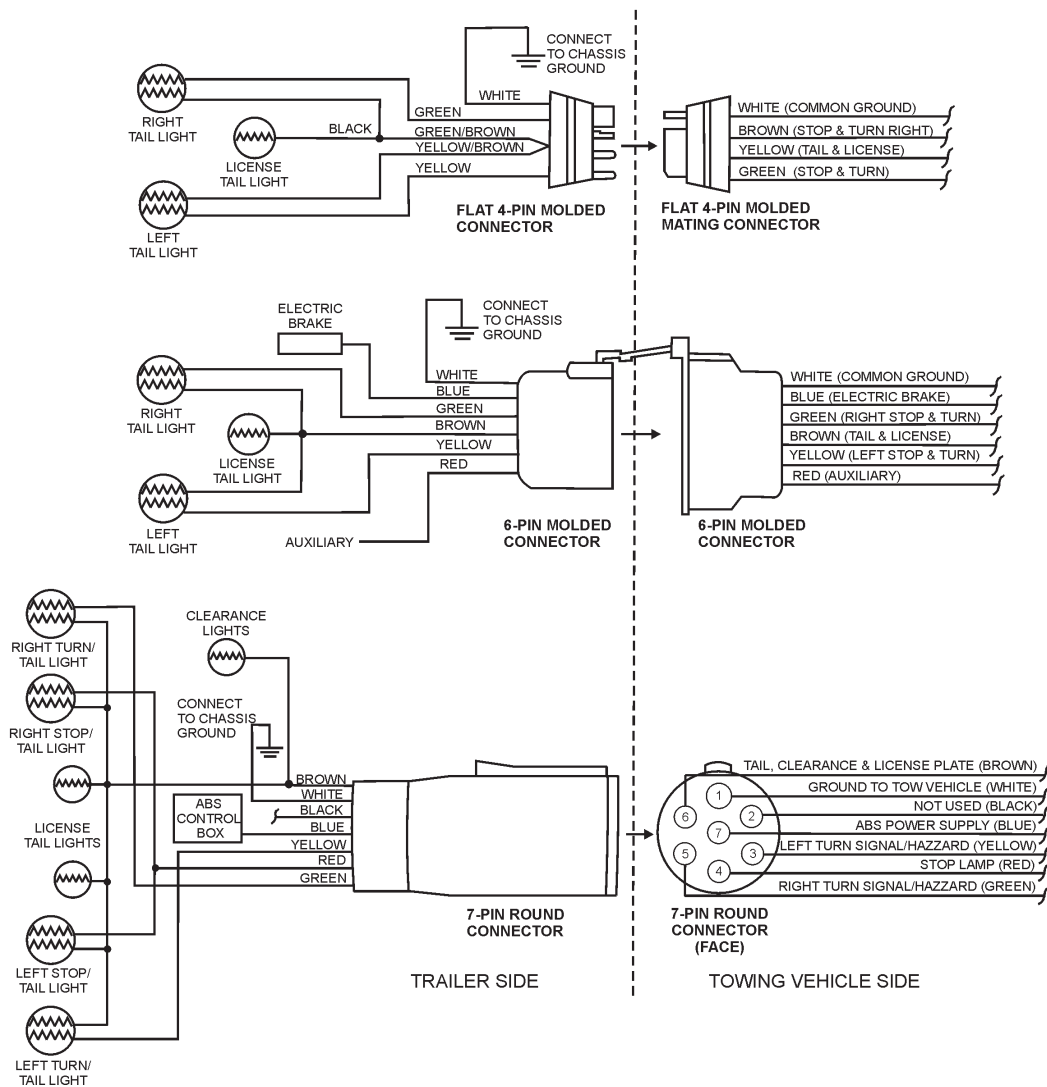 CONNECT
TO CHASSIS
GROUND
WHITE
GREEN
RIGHT
TAIL LIGHT
BLACK
GREEN/BROWN
YELLOW/BROWN
LICENSE
TAIL LIGHT
YELLOW
LEFT
TAIL LIGHT
FLAT 4-PIN MOLDED
CONNECTOR
WHITE (COMMON GROUND)
BROWN (STOP & TURN RIGHT)
YELLOW (TAIL & LICENSE)
GREEN (STOP & TURN)
FLAT 4-PIN MOLDED
MATING CONNECTOR
ELECTRIC
BRAKE
CONNECT
TO CHASSIS
GROUND
WHITE
BLUE
GREEN
BROWN
YELLOW
RED
RIGHT
TAIL LIGHT
LICENSE
TAIL LIGHT
LEFT
TAIL LIGHT
AUXILIARY
6-PIN MOLDED
CONNECTOR
WHITE (COMMON GROUND)
BLUE (ELECTRIC BRAKE)
GREEN (RIGHT STOP & TURN)
BROWN (TAIL & LICENSE)
YELLOW (LEFT STOP & TURN)
RED (AUXILIARY)
6-PIN MOLDED
CONNECTOR
RIGHT TURN/
TAIL LIGHT
CLEARANCE
LIGHTS
RIGHT STOP/
TAIL LIGHT
CONNECT
TO CHASSIS
GROUND
LICENSE
TAIL LIGHTS
ABS
CONTROL
BOX
BROWN
WHITE
BLACK
BLUE
YELLOW
RED
GREEN
LEFT STOP/
TAIL LIGHT
LEFT TURN/
TAIL LIGHT
7-PIN ROUND
CONNECTOR
TAIL, CLEARANCE & LICENSE PLATE (BROWN)
GROUND TO TOW VEHICLE (WHITE)
NOT USED (BLACK)
ABS POWER SUPPLY (BLUE)
LEFT TURN SIGNAL/HAZZARD (YELLOW)
STOP LAMP (RED)
RIGHT TURN SIGNAL/HAZZARD (GREEN)
1
6
2
7
5
3
4
7-PIN ROUND
CONNECTOR
(FACE)
TRAILER SIDE
TOWING VEHICLE SIDE